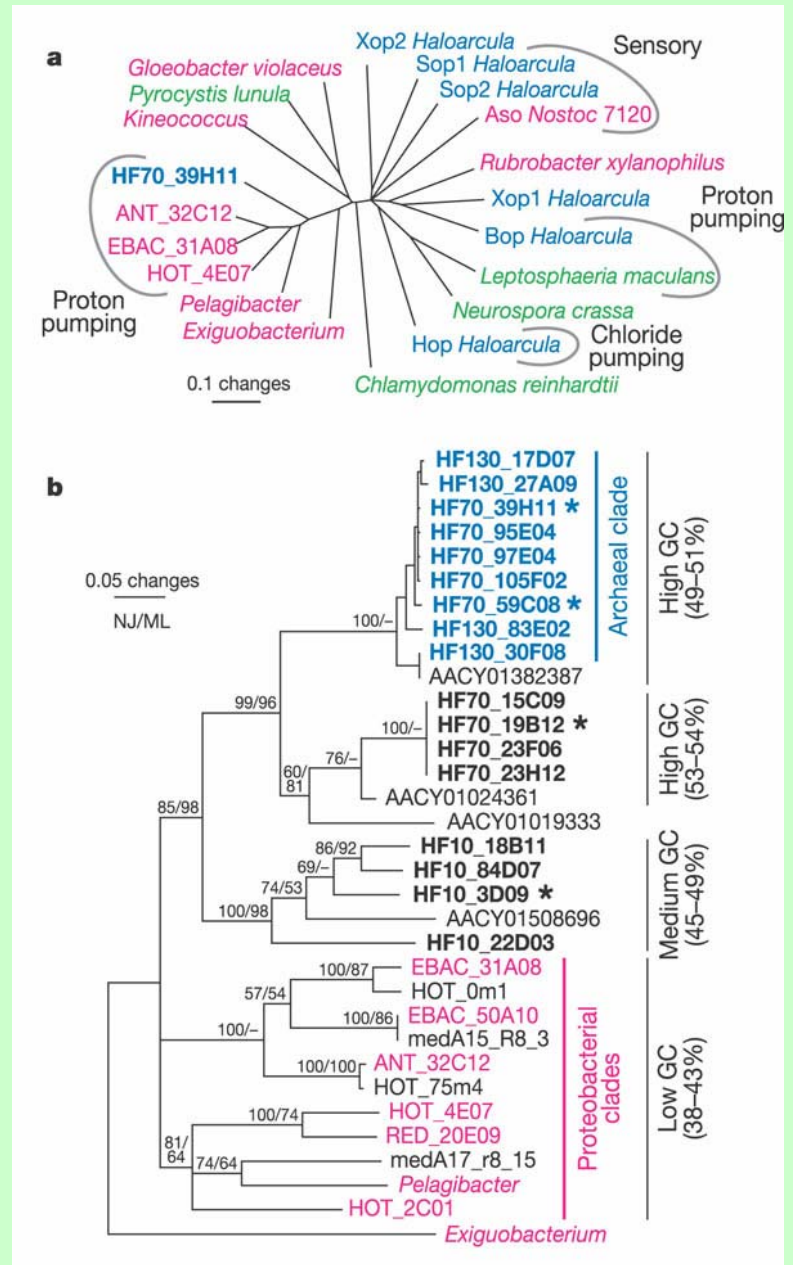 a
Xop2 Haloarcula
Sop1 Haloarcula
Sop2 Haloarcula
Aso Nostoc 7120
Sensory
Gloeobacter violaceus
Pyrocystis lunula
Kineococcus
HF70_39H11
ANT_32C12
EBAC_31A08
HOT_4E07
Proton
pumping
Pelagibacter
Exiguobacterium
Rubrobacter xylanophilus
Xop1 Haloarcula
Bop Haloarcula
Proton
pumping
Leptosphaeria maculans
Neurospora crassa
Hop Haloarcula
Chloride
pumping
Chlamydomonas reinhardtii
0.1 changes
b
0.05 changes
NJ/ML
HF130_17D07
HF130_27A09
HF70_39H11 *
HF70_95E04
HF70_97E04
HF70_105F02
HF70_59C08 *
HF130_83E02
HF130_30F08
AACY01382387
Archaeal clade
High GC
(49–51%)
HF70_15C09
HF70_19B12 *
HF70_23F06
HF70_23H12
AACY01024361
AACY01019333
High GC
(53–54%)
HF10_18B11
HF10_84D07
HF10_3D09 *
AACY01508696
HF10_22D03
Medium GC
(45–49%)
EBAC_31A08
HOT_0m1
EBAC_50A10
medA15_R8_3
ANT_32C12
HOT_75m4
HOT_4E07
RED_20E09
medA17_r8_15
Pelagibacter
HOT_2C01
Exiguobacterium
Proteobacterial
clades
Low GC
(38–43%)
100/–
99/96
100/–
76/–
60/
81
85/98
86/92
69/–
74/53
100/98
100/87
57/54
100/86
100/–
100/100
100/74
81/
64
74/64